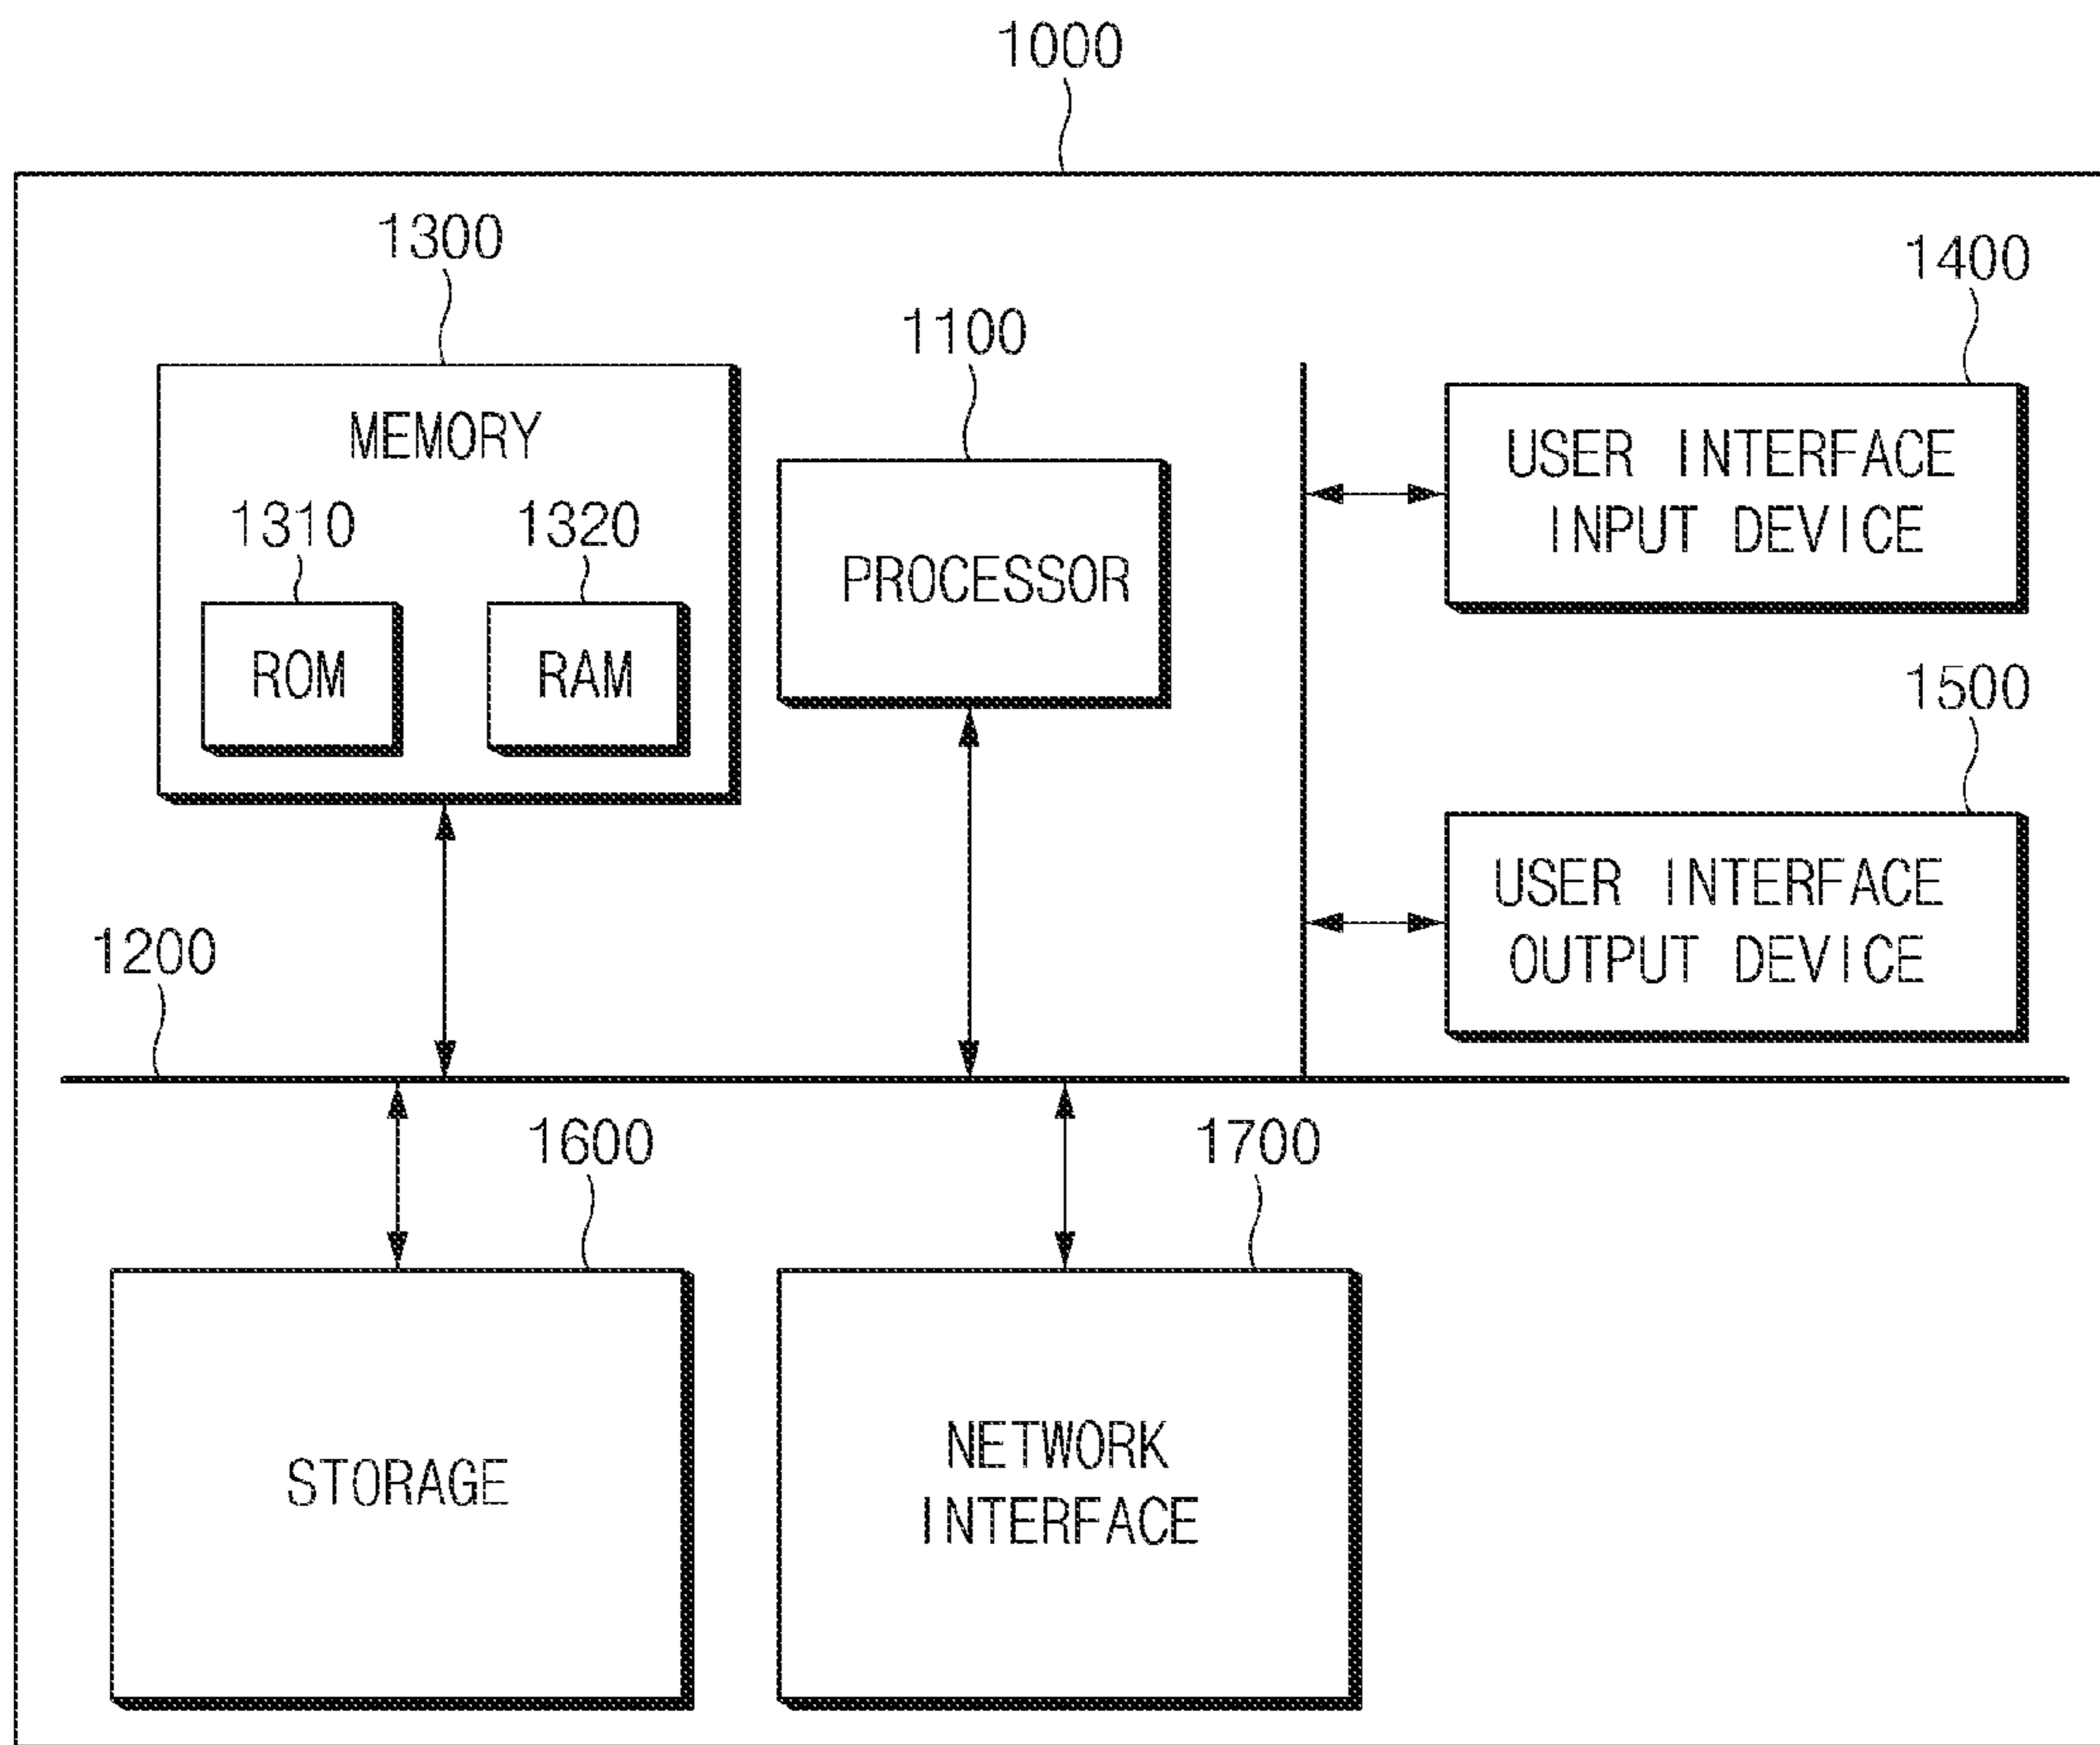 1000
1300
1400
1100
MEMORY
USER INTERFACE
INPUT DEVICE
1310
1320
PROCESSOR
ROM
RAM
1500
USER INTERFACE
OUTPUT DEVICE
1200
1600
1700
STORAGE
NETWORK
INTERFACE